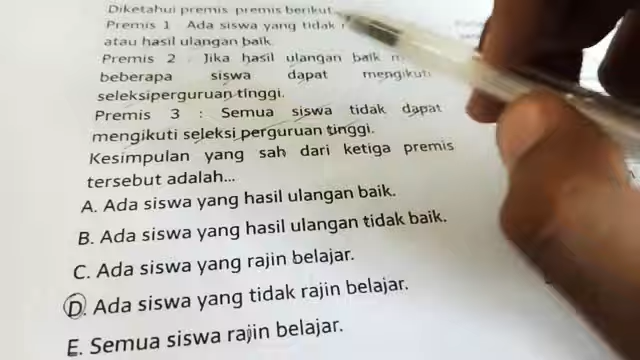 Diketahui premis premis berikut
Premis 1 Ada siswa yang tidak
atau hasil ulangan baik
Premis 2 Jika hasil ulangan baik
beberapa siswa dapat mengikuti
seleksiperguruan tinggi.
Premis 3 : Semua siswa tidak dapat
mengikuti seleksi perguruan tinggi.
Kesimpulan yang sah dari ketiga premis
tersebut adalah...
A. Ada siswa yang hasil ulangan baik.
B. Ada siswa yang hasil ulangan tidak baik.
C. Ada siswa yang rajin belajar.
D. Ada siswa yang tidak rajin belajar.
E. Semua siswa rajin belajar.